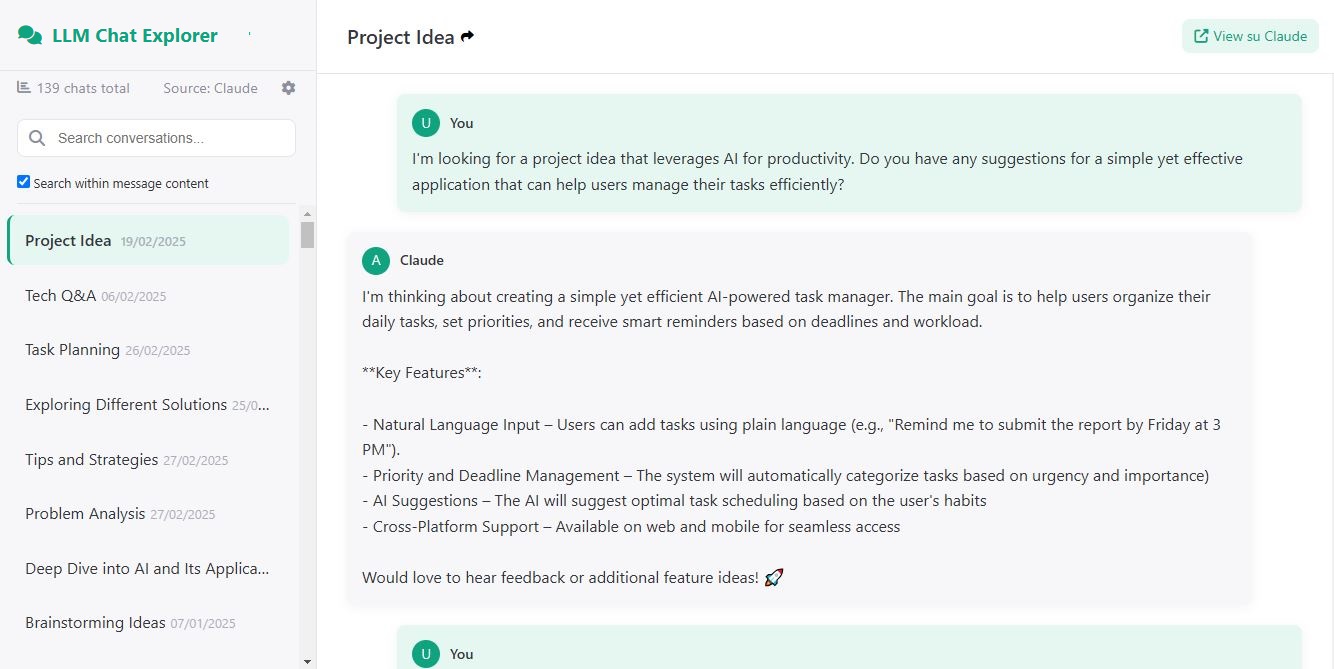 LLM Chat Explorer
139 chats total Source: Claude
Search conversations...
Search within message content
Project Idea 19/02/2025
Tech Q&A 06/02/2025
Task Planning 26/02/2025
Exploring Different Solutions 25/0...
Tips and Strategies 27/02/2025
Problem Analysis 27/02/2025
Deep Dive into AI and Its Applica...
Brainstorming Ideas 07/01/2025
Project Idea
View su Claude
U You
I'm looking for a project idea that leverages AI for productivity. Do you have any suggestions for a simple yet effective
application that can help users manage their tasks efficiently?
A Claude
I'm thinking about creating a simple yet efficient AI-powered task manager. The main goal is to help users organize their
daily tasks, set priorities, and receive smart reminders based on deadlines and workload.
**Key Features**:
- Natural Language Input – Users can add tasks using plain language (e.g., "Remind me to submit the report by Friday at 3
PM").
- Priority and Deadline Management – The system will automatically categorize tasks based on urgency and importance)
- AI Suggestions – The AI will suggest optimal task scheduling based on the user's habits
- Cross-Platform Support – Available on web and mobile for seamless access
Would love to hear feedback or additional feature ideas! 🚀
U You